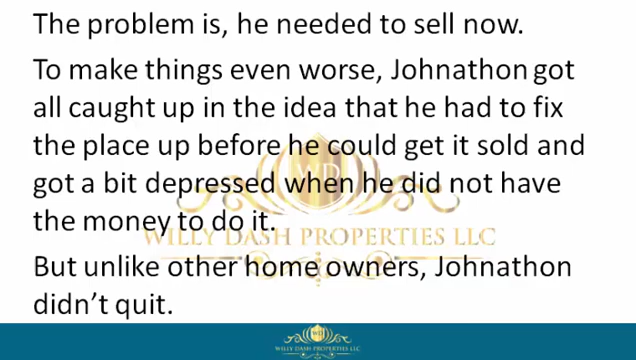 The problem is, he needed to sell now.
To make things even worse, Johnathon got
all caught up in the idea that he had to fix
the place up before he could get it sold and
got a bit depressed when he did not have
the money to do it.
WILLY DASH PROPERTIES LLC
But unlike other home owners, Johnathon
didn’t quit.
WILLY DASH PROPERTIES LLC